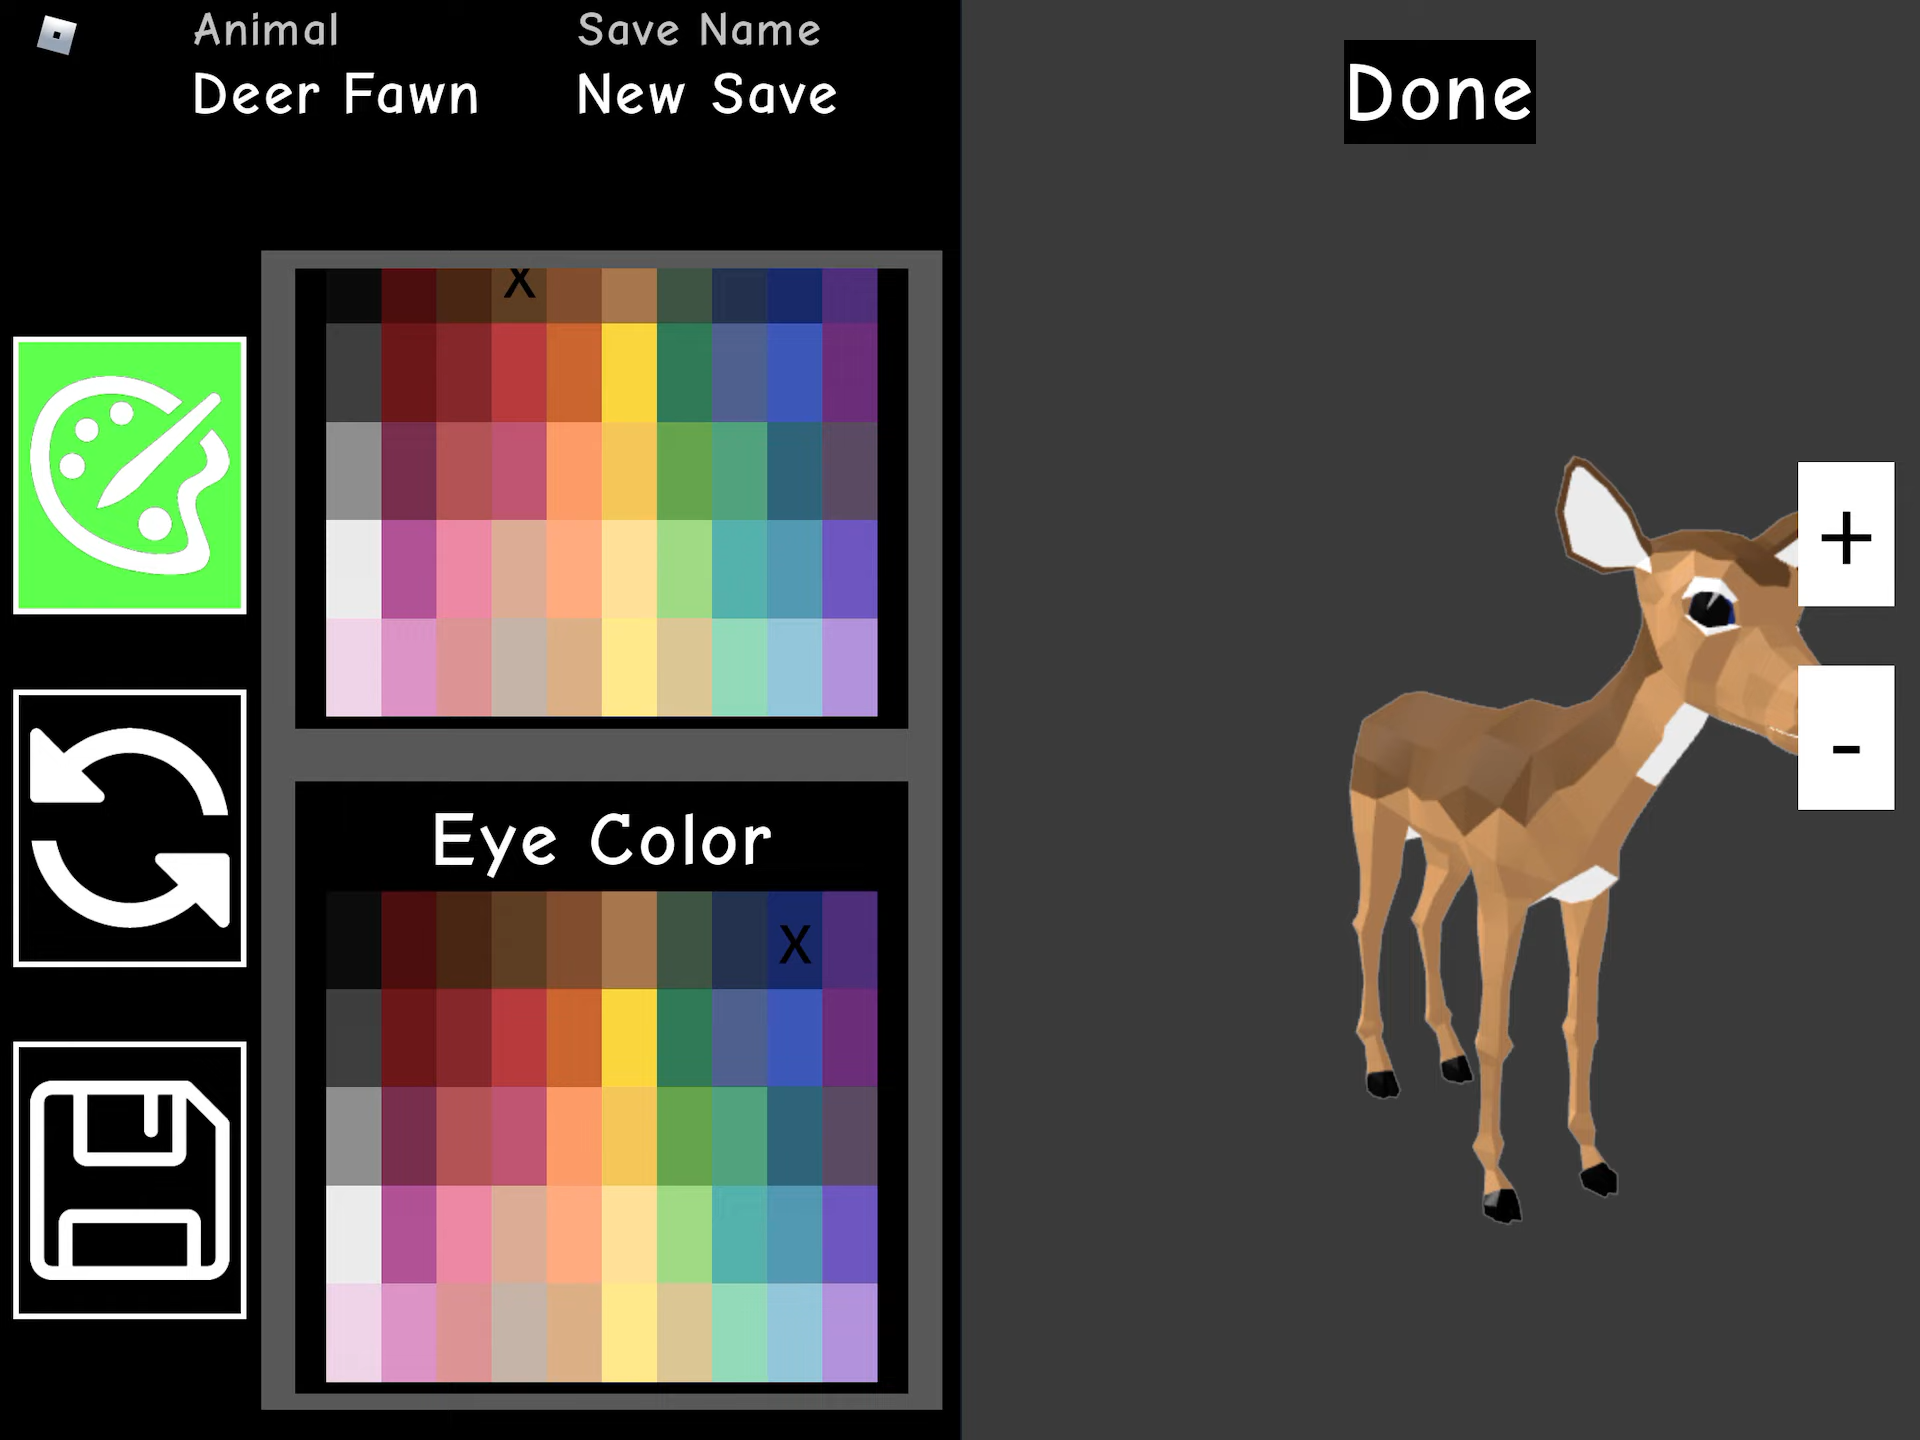 Animal
Deer Fawn
Save Name
New Save
Done
X
+
-
Eye Color
X